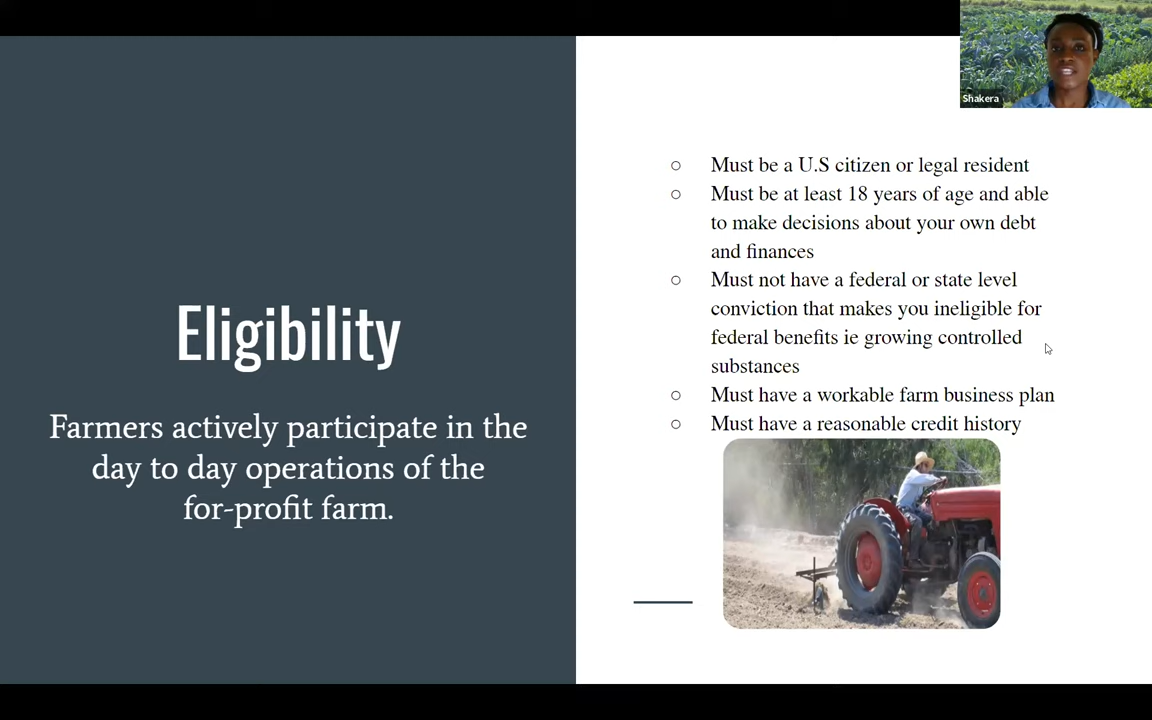 Shakera
Eligibility
Farmers actively participate in the
day to day operations of the
for-profit farm.
○ Must be a U.S citizen or legal resident
○ Must be at least 18 years of age and able
to make decisions about your own debt
and finances
○ Must not have a federal or state level
conviction that makes you ineligible for
federal benefits ie growing controlled
substances
○ Must have a workable farm business plan
○ Must have a reasonable credit history